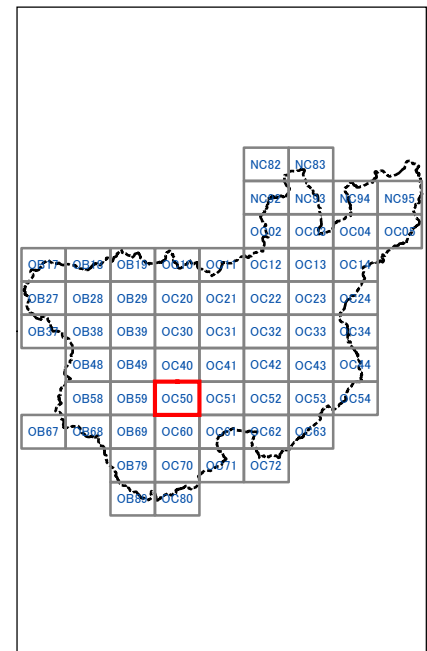 NC82 NC83
NC92 NC93 NC94 NC95
OC02 OC03 OC04 OC05
OB17 OB18 OB19 OC10 OC11 OC12 OC13 OC14
OB27 OB28 OB29 OC20 OC21 OC22 OC23 OC24
OB37 OB38 OB39 OC30 OC31 OC32 OC33 OC34
OB48 OB49 OC40 OC41 OC42 OC43 OC44
OB58 OB59 OC50 OC51 OC52 OC53 OC54
OB67 OB68 OB69 OC60 OC61 OC62 OC63
OB79 OC70 OC71 OC72
OB89 OC80